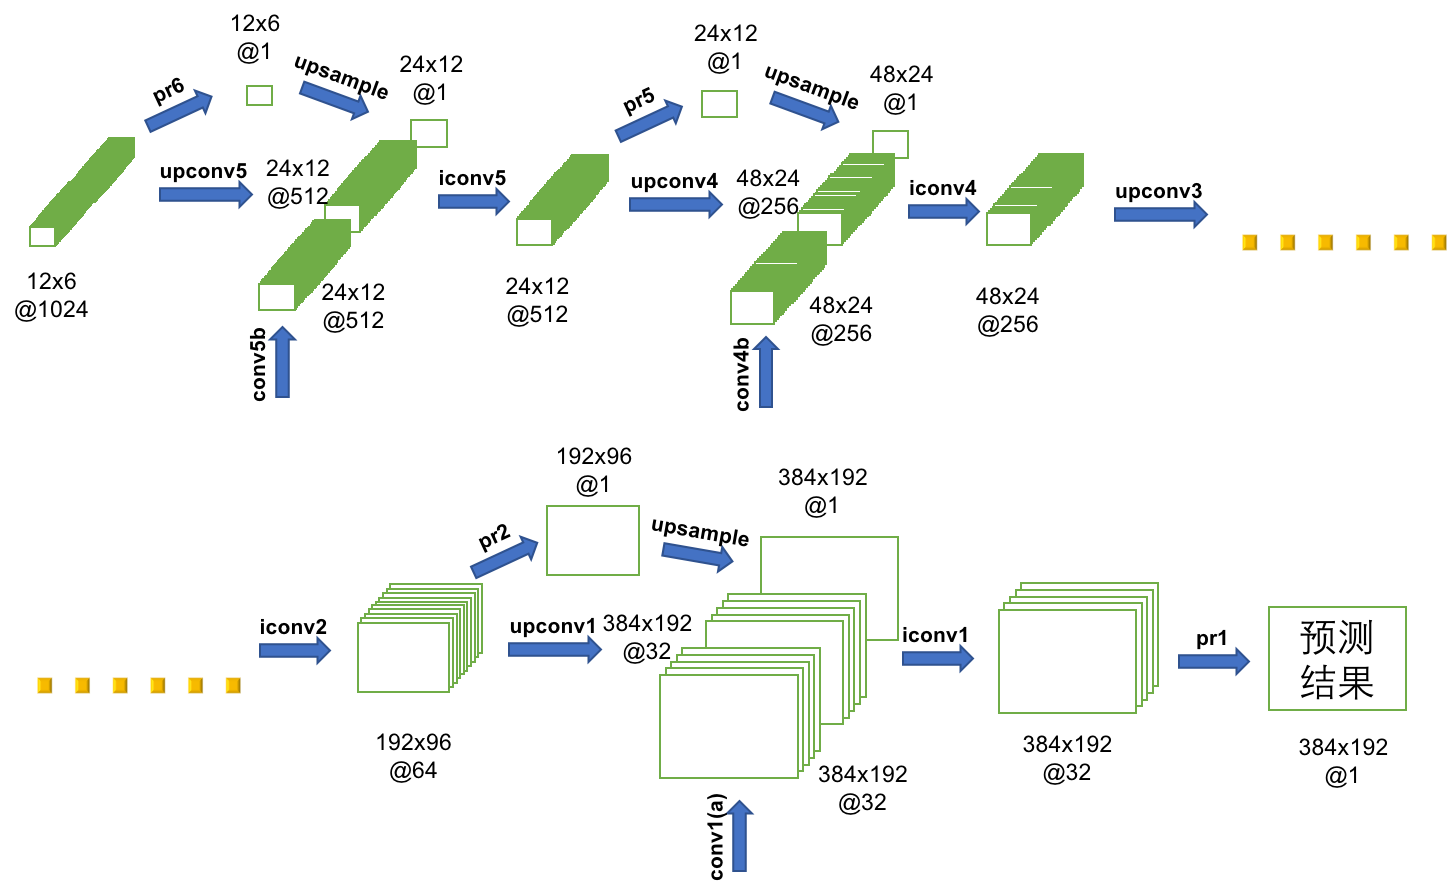 12x6
@1
pr6
upsample
24x12
@1
upconv5
24x12
@512
12x6
@1024
24x12
@512
conv5b
iconv5
24x12
@512
pr5
24x12
@1
upsample
48x24
@1
upconv4
48x24
@256
48x24
@256
conv4b
iconv4
48x24
@256
upconv3
iconv2
192x96
@64
pr2
192x96
@1
upsample
384x192
@1
upconv1
384x192
@32
384x192
@32
conv1(a)
iconv1
384x192
@32
pr1
预测
结果
384x192
@1